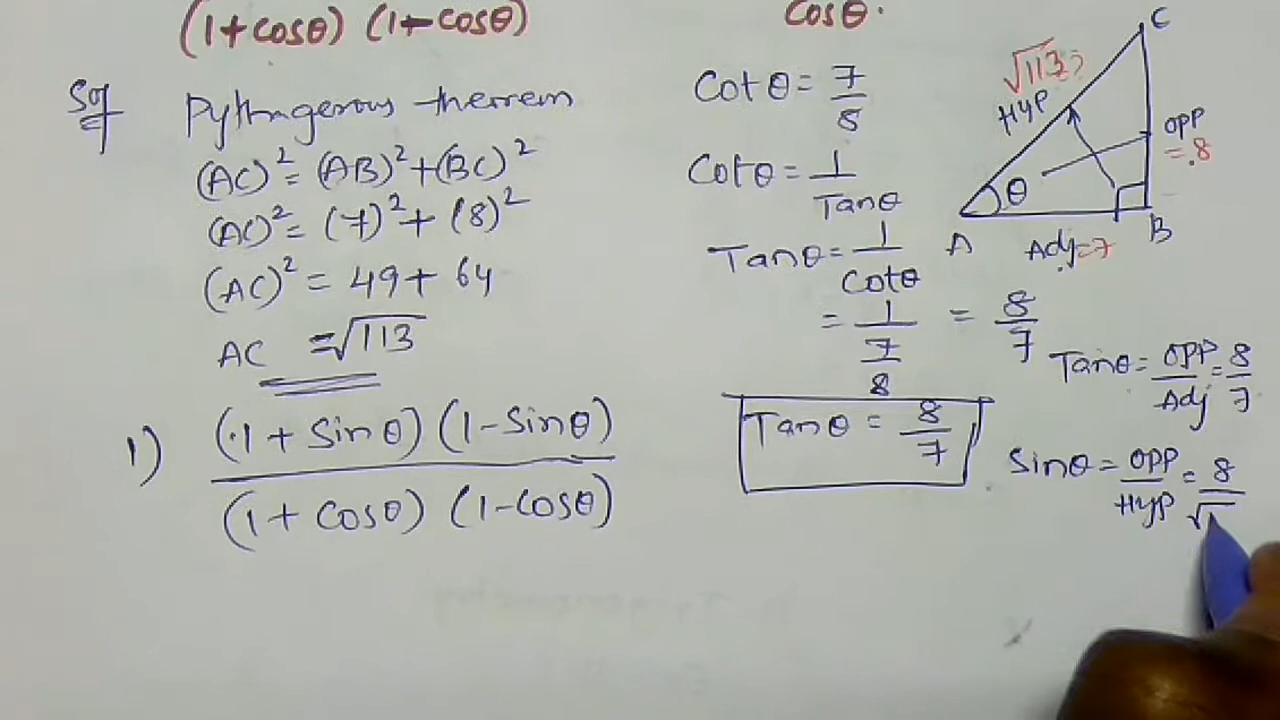 (1+cosθ) (1-cosθ)
Cosθ.
Sol
Pythagerous therrem
(AC)² = (AB)² + (BC)²
(AC)² = (7)² + (8)²
(AC)² = 49 + 64
AC = √113
1) (1 + Sinθ) (1 - Sinθ)
(1 + Cosθ) (1 - Cosθ)
Cotθ = 7/8
Cotθ = 1/Tanθ
Tanθ = 1/Cotθ
= 1/7/8 = 8/7
Tanθ = 8/7
C
√113
HYP
OPP
= 8
θ
A
Adj=7
B
Tanθ = OPP/Adj = 8/7
Sinθ = OPP/HYP = 8/√1